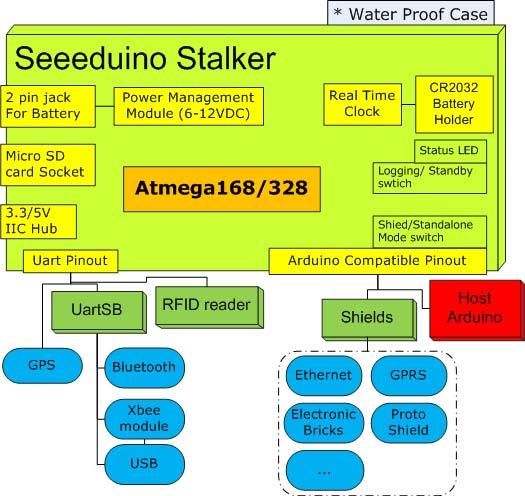 * Water Proof Case
Seeeduino Stalker
2 pin jack
For Battery
Power Management
Module (6-12VDC)
Real Time
Clock
CR2032
Battery
Holder
Micro SD
card Socket
Atmega168/328
Status LED
Logging/ Standby
swtich
3.3/5V
IIC Hub
Shied/Standalone
Mode switch
Uart Pinout
Arduino Compatible Pinout
UartSB
RFID reader
Shields
Host
Arduino
GPS
Bluetooth
Xbee
module
USB
Ethernet
GPRS
Electronic
Bricks
Proto
Shield
...